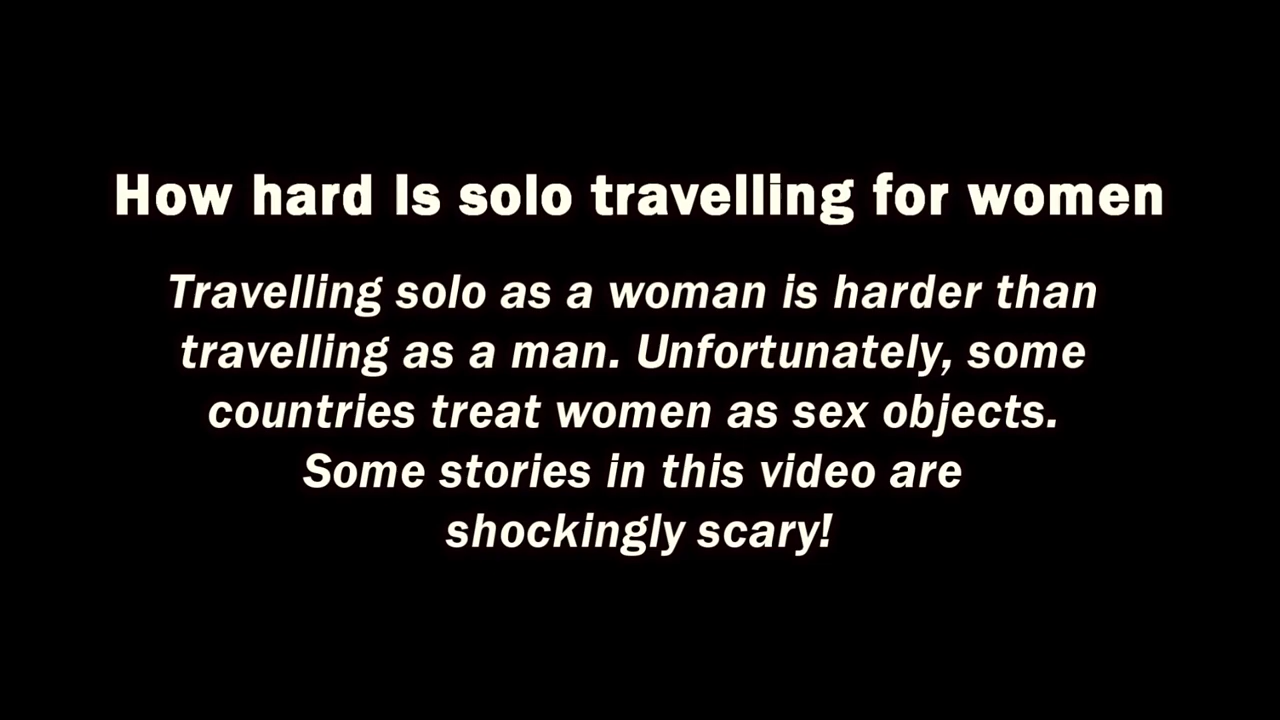 How hard Is solo travelling for women
Travelling solo as a woman is harder than
travelling as a man. Unfortunately, some
countries treat women as sex objects.
Some stories in this video are
shockingly scary!